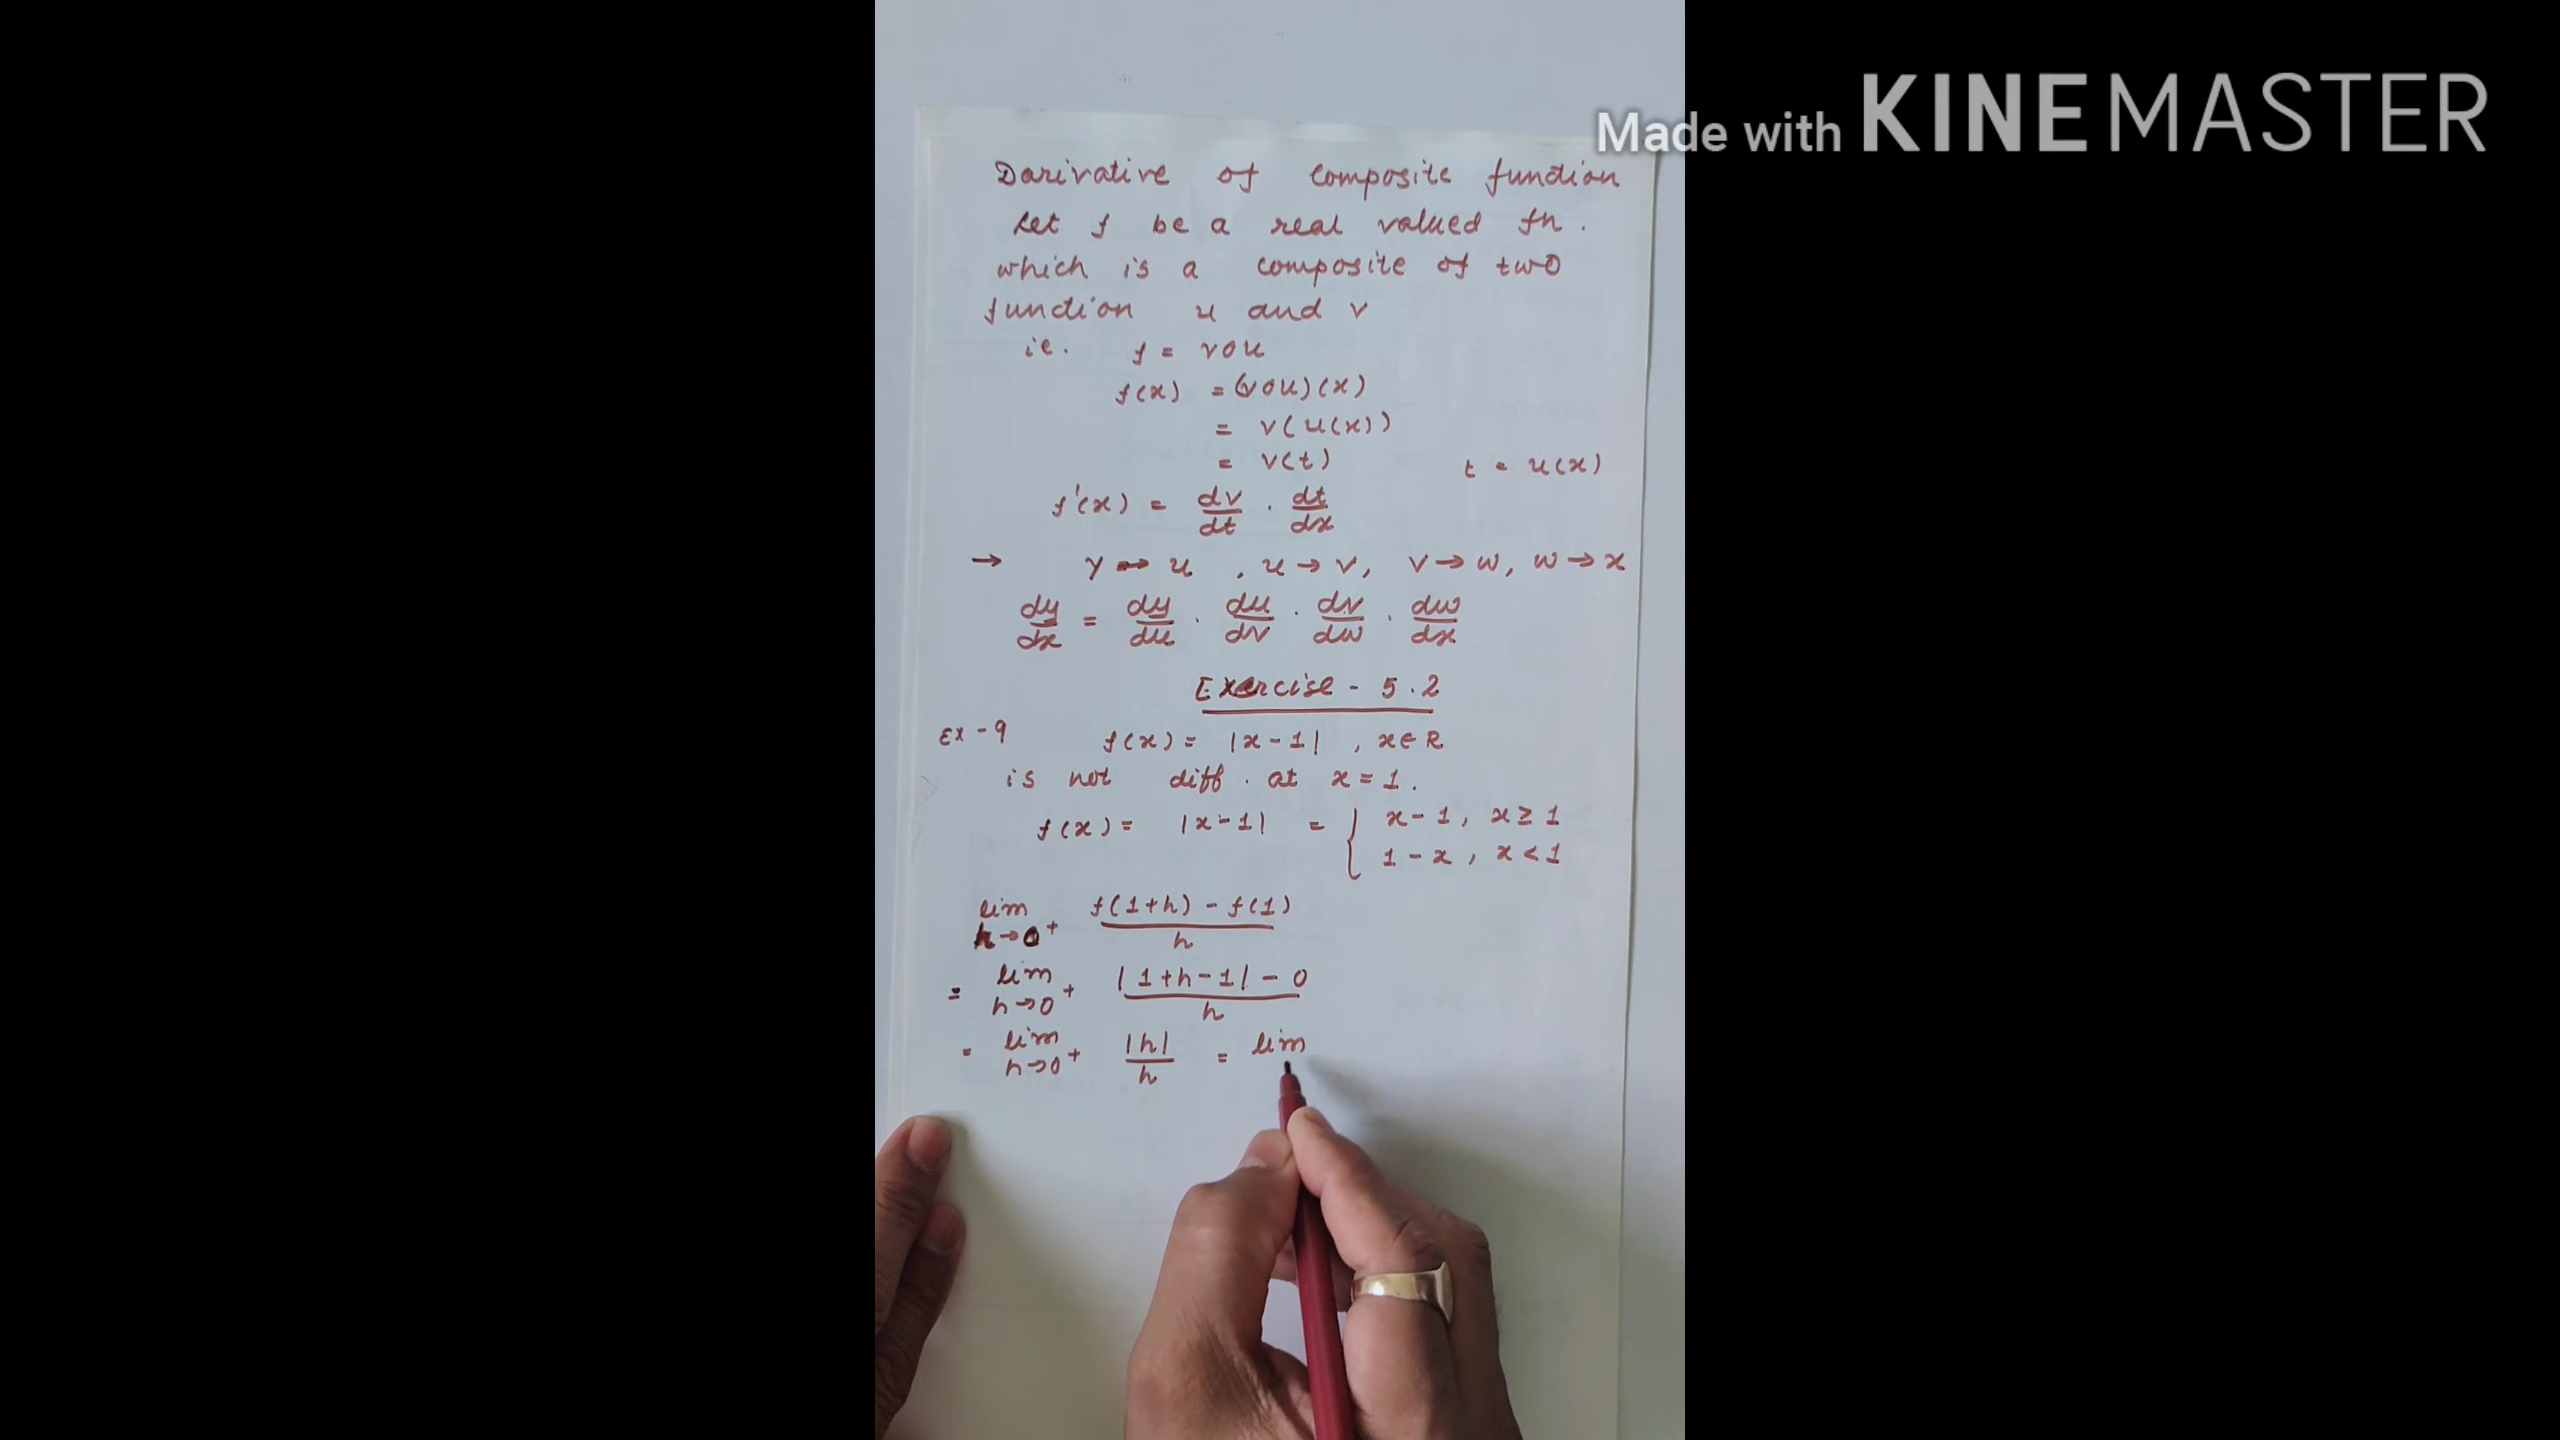 Made with KINEMASTER
Darivative of composite function
Let f be a real valued fn.
which is a composite of two
function u and v
ie. f = vou
f(x) = (vou)(x)
= v(u(x))
= v(t) t = u(x)
f'(x) = dv/dt . dt/dx
→ y → u , u → v, v → w, w → x
dy/dx = dy/du . du/dv . dv/dw . dw/dx
Exercise - 5.2
Ex - 9 f(x) = |x-1| , x∈R
is not diff. at x = 1.
f(x) = |x-1| = { x-1, x≥1
1-x, x<1
lim h→0+ f(1+h) - f(1) / h
= lim h→0+ |1+h-1| - 0 / h
= lim h→0+ |h| / h = lim